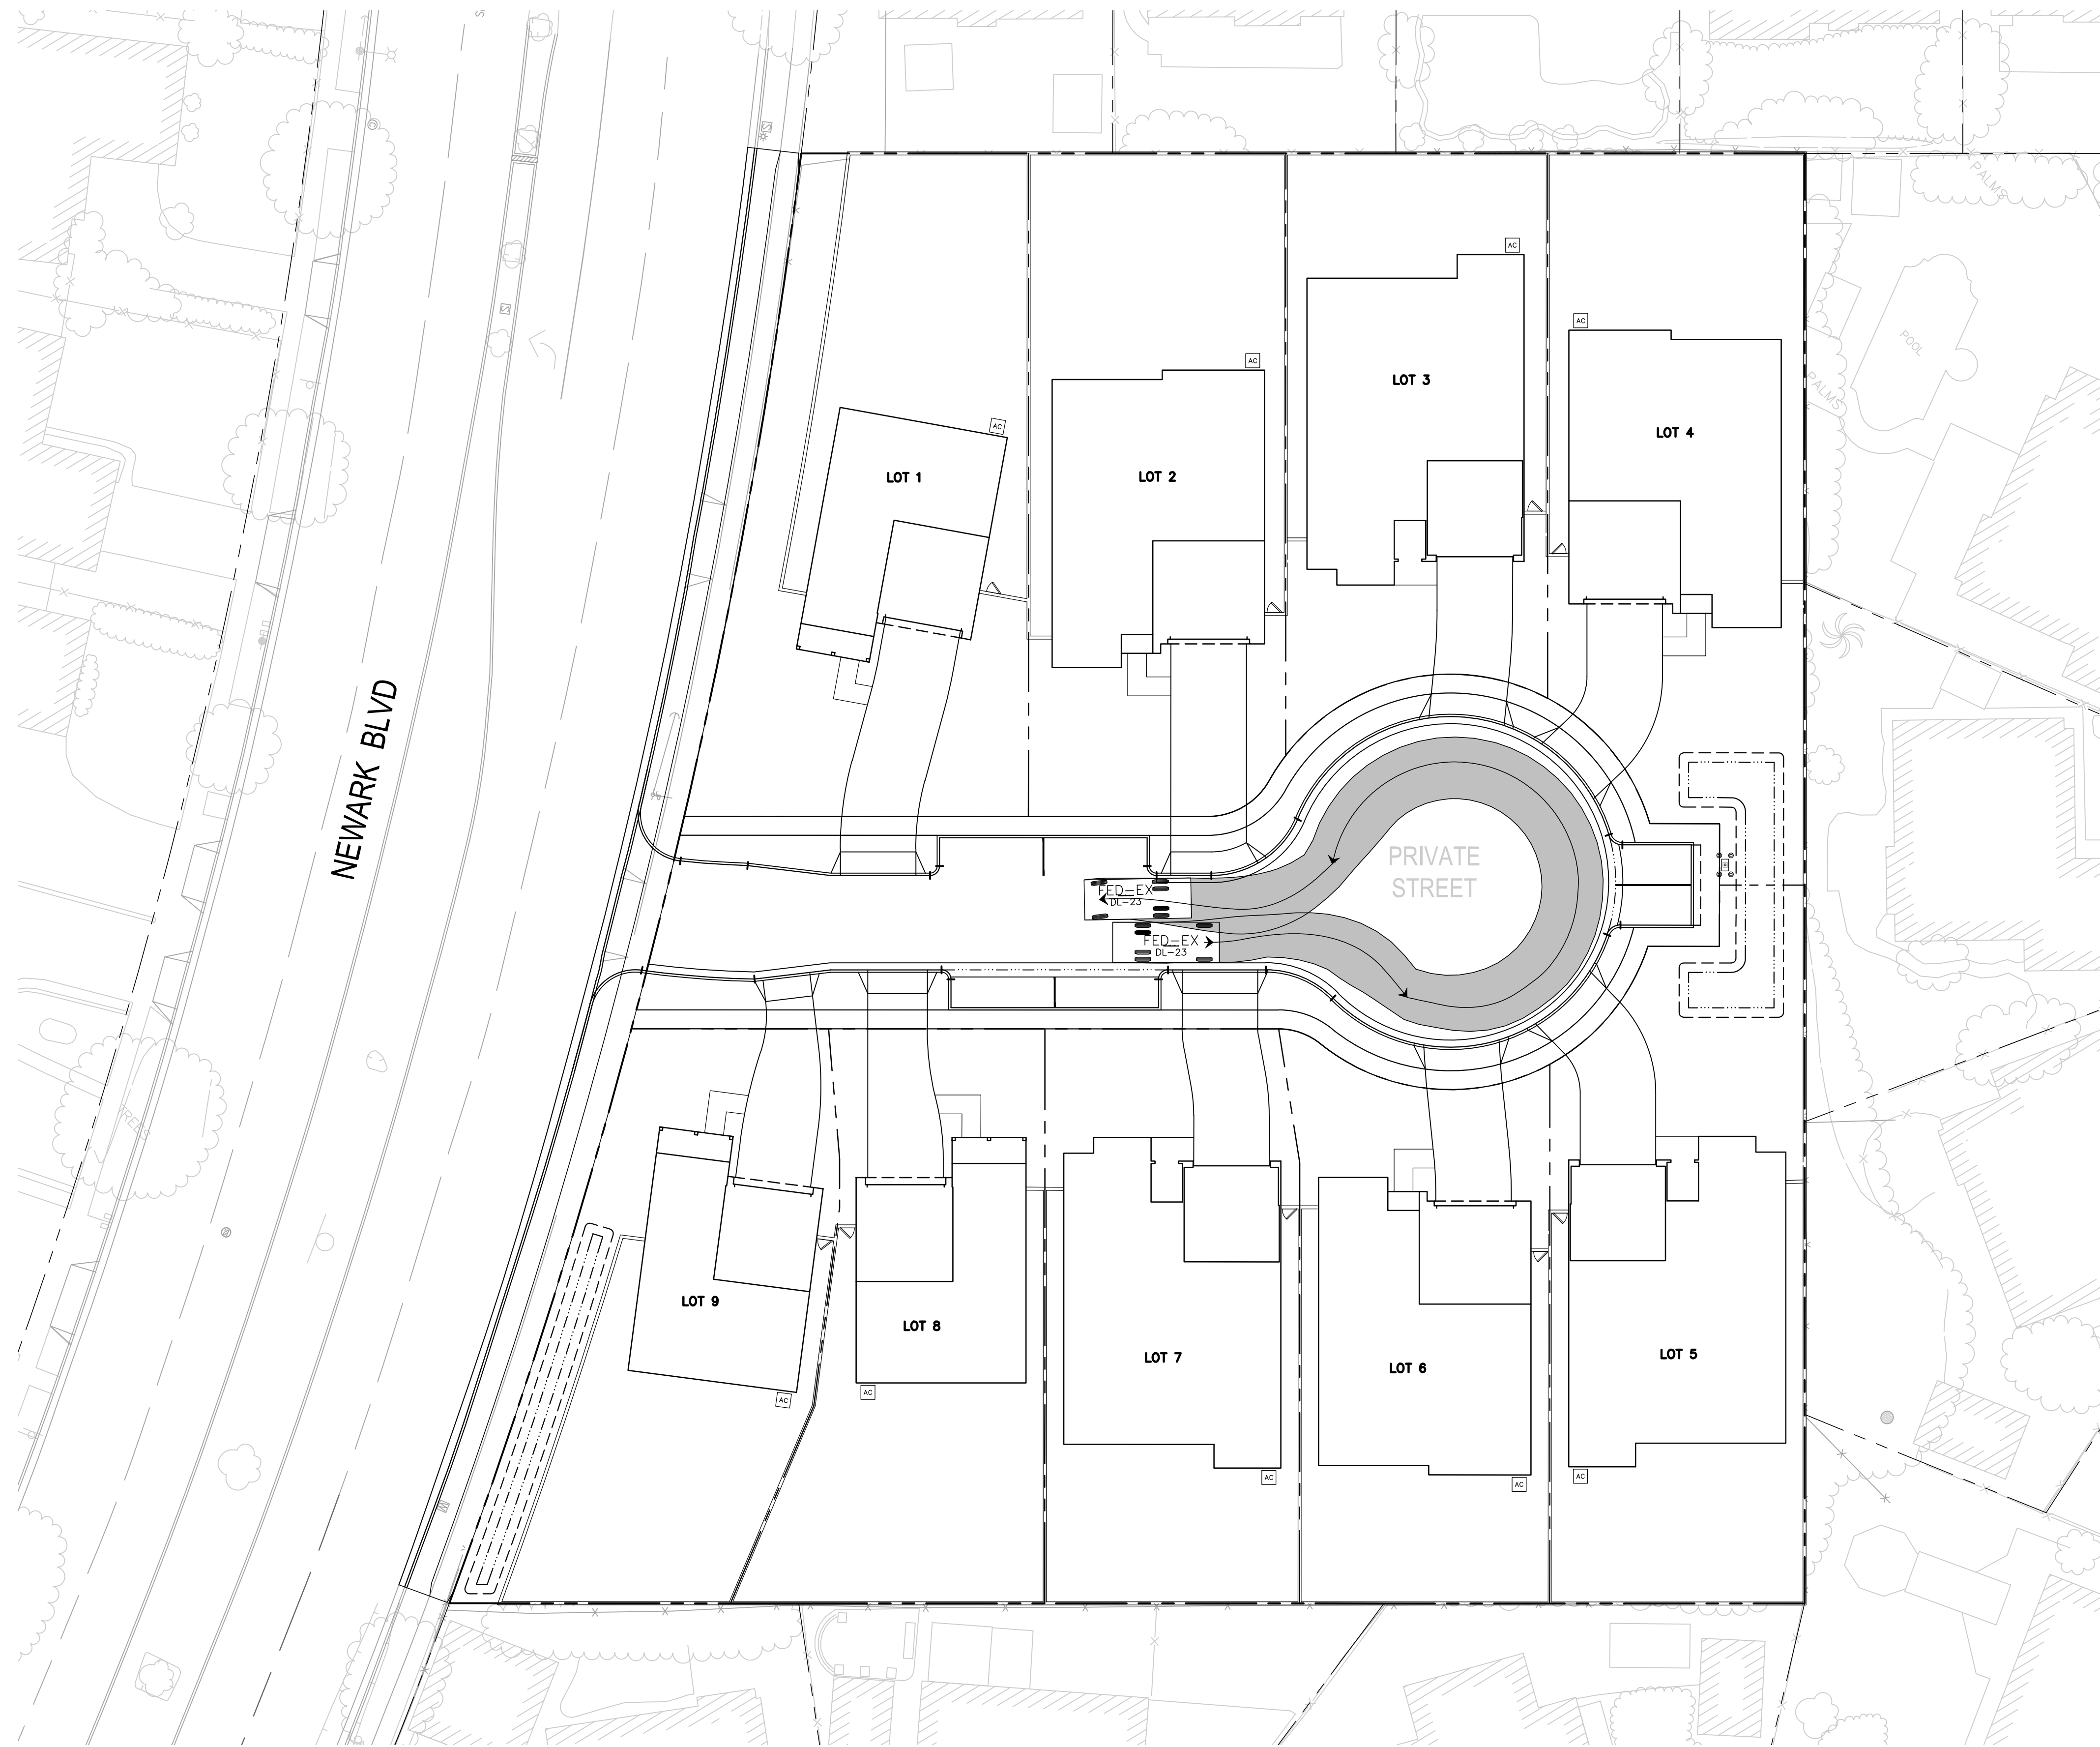 PALMS
POOL
PALMS
AC
AC
LOT 3
AC
LOT 4
AC
AC
LOT 1
LOT 2
NEWARK BLVD
PRIVATE
STREET
FED-EX
DL-23
FED-EX
DL-23
TREES
LOT 9
LOT 8
LOT 7
LOT 6
LOT 5
AC
AC
AC
AC
AC